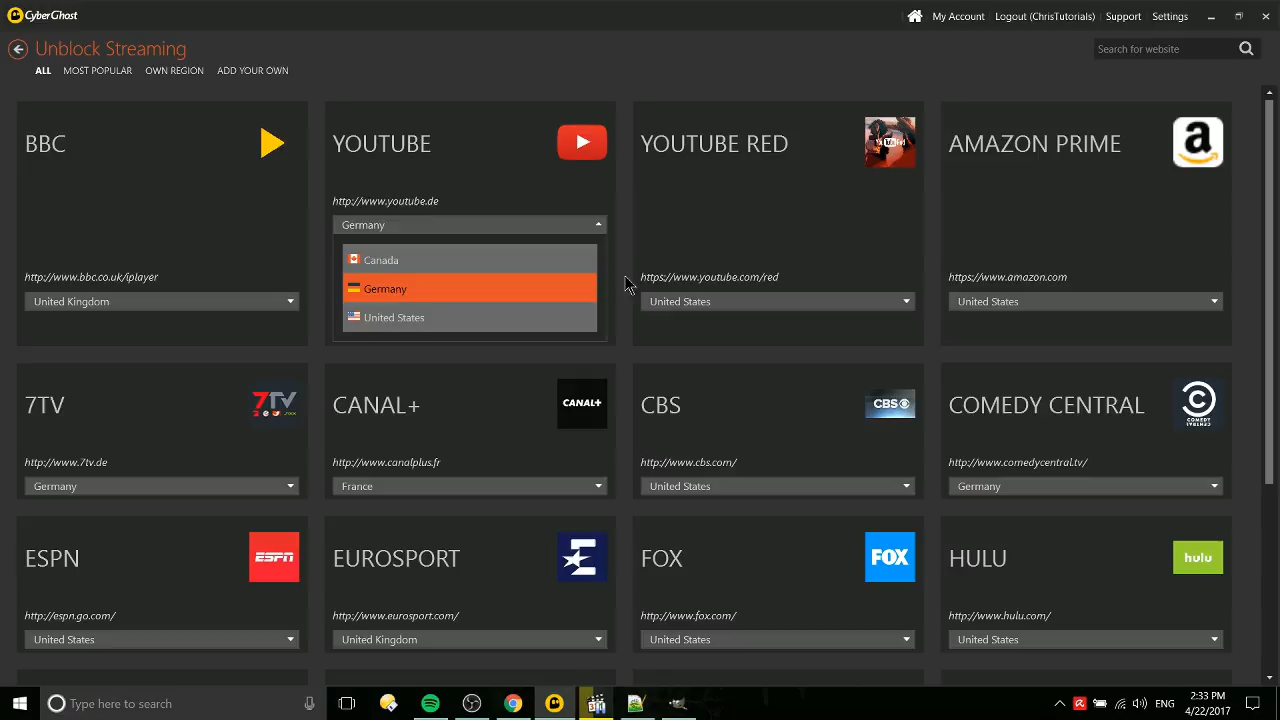 CyberGhost
My Account Logout (ChrisTutorials) Support Settings
Unblock Streaming
Search for website
ALL MOST POPULAR OWN REGION ADD YOUR OWN
BBC
http://www.bbc.co.uk/iplayer
United Kingdom
YOUTUBE
http://www.youtube.de
Germany
Canada
Germany
United States
YOUTUBE RED
YouTube Red
https://www.youtube.com/red
United States
AMAZON PRIME
a
https://www.amazon.com
United States
7TV
7TV
http://www.7tv.de
Germany
CANAL+
CANAL+
http://www.canalplus.fr
France
CBS
CBS
http://www.cbs.com/
United States
COMEDY CENTRAL
COMEDY
CENTRAL
http://www.comedycentral.tv/
Germany
ESPN
ESPN
http://espn.go.com/
United States
EUROSPORT
http://www.eurosport.com/
United Kingdom
FOX
FOX
http://www.fox.com/
United States
HULU
hulu
http://www.hulu.com/
United States
Type here to search
ENG
2:33 PM
4/22/2017